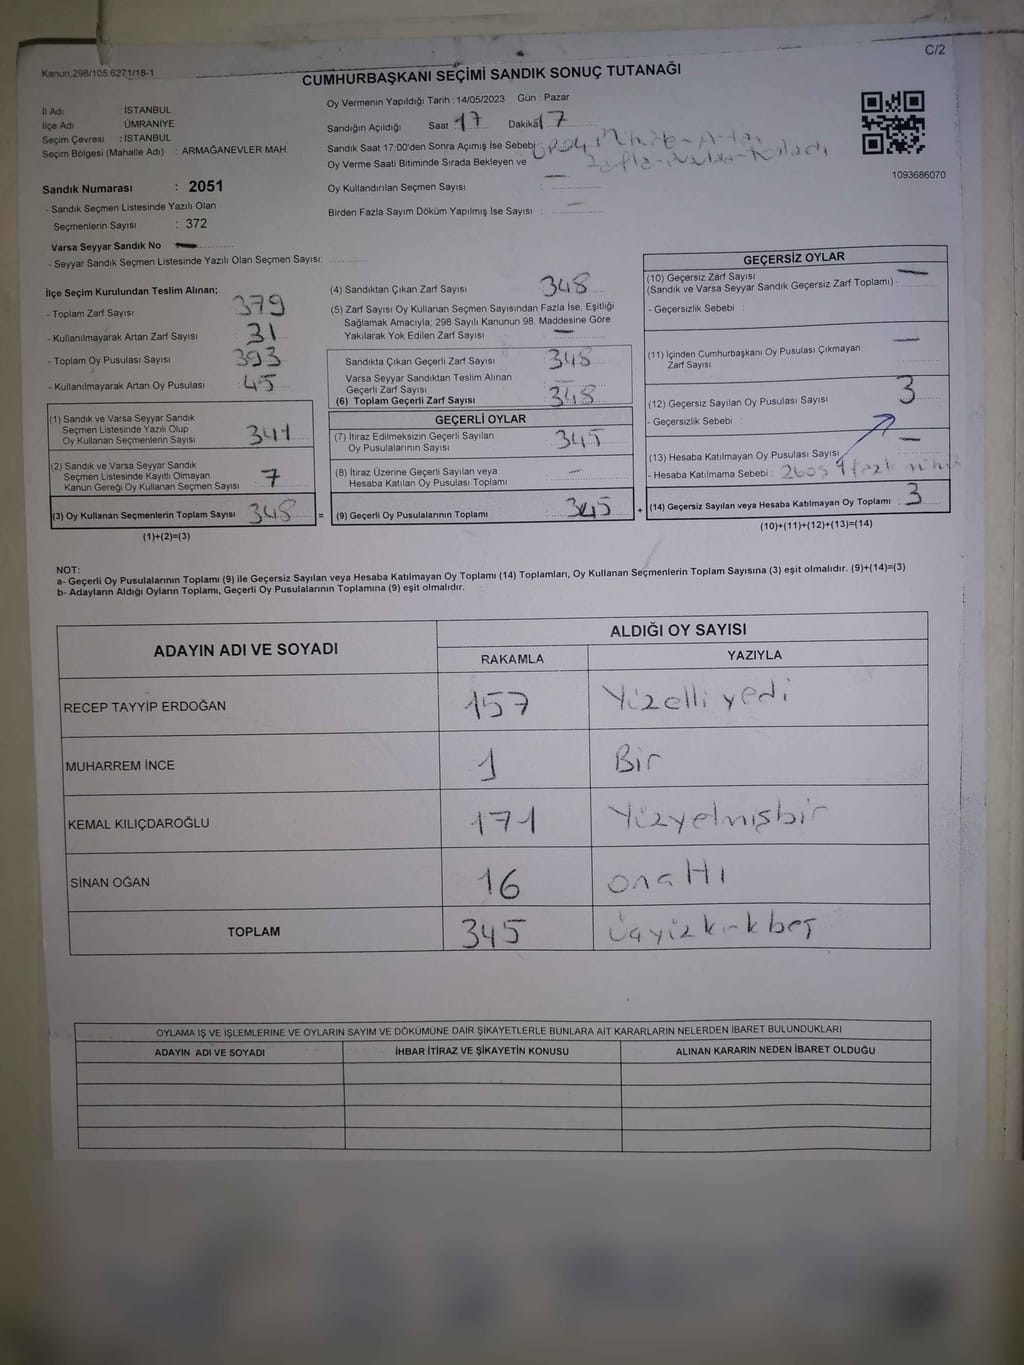 C/2
Kanun:298/105,6271/18-1
CUMHURBAŞKANI SEÇİMİ SANDIK SONUÇ TUTANAĞI
İl Adı İSTANBUL
İlçe Adı ÜMRANİYE
Seçim Çevresi : İSTANBUL
Seçim Bölgesi (Mahalle Adı) : ARMAĞANEVLER MAH.
Oy Vermenin Yapıldığı Tarih : 14/05/2023 Gün : Pazar
Sandığın Açıldığı Saat 17 Dakika 17
Sandık Saat 17:00'den Sonra Açımış İse Sebebi
Oy Verme Saati Bitiminde Sırada Bekleyen ve
Oy Kullandırılan Seçmen Sayısı : —
Birden Fazla Sayım Döküm Yapılmış İse Sayısı : —
1093686070
Sandık Numarası : 2051
- Sandık Seçmen Listesinde Yazılı Olan
Seçmenlerin Sayısı : 372
Varsa Seyyar Sandık No —
- Seyyar Sandık Seçmen Listesinde Yazılı Olan Seçmen Sayısı:
İlçe Seçim Kurulundan Teslim Alınan;
- Toplam Zarf Sayısı 379
- Kullanılmayarak Artan Zarf Sayısı : 31
- Toplam Oy Pusulası Sayısı 393
- Kullanılmayarak Artan Oy Pusulası : 45
(1) Sandık ve Varsa Seyyar Sandık
Seçmen Listesinde Yazılı Olup
Oy Kullanan Seçmenlerin Sayısı : 341
(2) Sandık ve Varsa Seyyar Sandık
Seçmen Listesinde Kayıtlı Olmayan
Kanun Gereği Oy Kullanan Seçmen Sayısı : 7
(3) Oy Kullanan Seçmenlerin Toplam Sayısı 348 =
(1)+(2)=(3)
(4) Sandıktan Çıkan Zarf Sayısı 348
(5) Zarf Sayısı Oy Kullanan Seçmen Sayısından Fazla İse, Eşitliği
Sağlamak Amacıyla; 298 Sayılı Kanunun 98. Maddesine Göre
Yakılarak Yok Edilen Zarf Sayısı : —
Sandıkta Çıkan Geçerli Zarf Sayısı : 348
Varsa Seyyar Sandıktan Teslim Alınan
Geçerli Zarf Sayısı : —
(6) Toplam Geçerli Zarf Sayısı : 348
GEÇERLİ OYLAR
(7) İtiraz Edilmeksizin Geçerli Sayılan
Oy Pusulalarının Sayısı : 345
(8) İtiraz Üzerine Geçerli Sayılan veya
Hesaba Katılan Oy Pusulası Toplamı : —
(9) Geçerli Oy Pusulalarının Toplamı : 345 +
GEÇERSİZ OYLAR
(10) Geçersiz Zarf Sayısı —
(Sandık ve Varsa Seyyar Sandık Geçersiz Zarf Toplamı) :
- Geçersizlik Sebebi :
(11) İçinden Cumhurbaşkanı Oy Pusulası Çıkmayan —
Zarf Sayısı :
(12) Geçersiz Sayılan Oy Pusulası Sayısı : 3
- Geçersizlik Sebebi :
(13) Hesaba Katılmayan Oy Pusulası Sayısı : —
- Hesaba Katılmama Sebebi :
(14) Geçersiz Sayılan veya Hesaba Katılmayan Oy Toplamı : 3
(10)+(11)+(12)+(13)=(14)
NOT:
a- Geçerli Oy Pusulalarının Toplamı (9) ile Geçersiz Sayılan veya Hesaba Katılmayan Oy Toplamı (14) Toplamları, Oy Kullanan Seçmenlerin Toplam Sayısına (3) eşit olmalıdır. (9)+(14)=(3)
b- Adayların Aldığı Oyların Toplamı, Geçerli Oy Pusulalarının Toplamına (9) eşit olmalıdır.
ADAYIN ADI VE SOYADI ALDIĞI OY SAYISI
RAKAMLA YAZIYLA
RECEP TAYYİP ERDOĞAN 157 Yüzelli yedi
MUHARREM İNCE 1 Bir
KEMAL KILIÇDAROĞLU 171 Yüzyetmişbir
SİNAN OĞAN 16 onaltı
TOPLAM 345 üçyüzkırkbeş
OYLAMA İŞ VE İŞLEMLERİNE VE OYLARIN SAYIM VE DÖKÜMÜNE DAİR ŞİKAYETLERLE BUNLARA AİT KARARLARIN NELERDEN İBARET BULUNDUKLARI
ADAYIN ADI VE SOYADI İHBAR İTİRAZ VE ŞİKAYETİN KONUSU ALINAN KARARIN NEDEN İBARET OLDUĞU